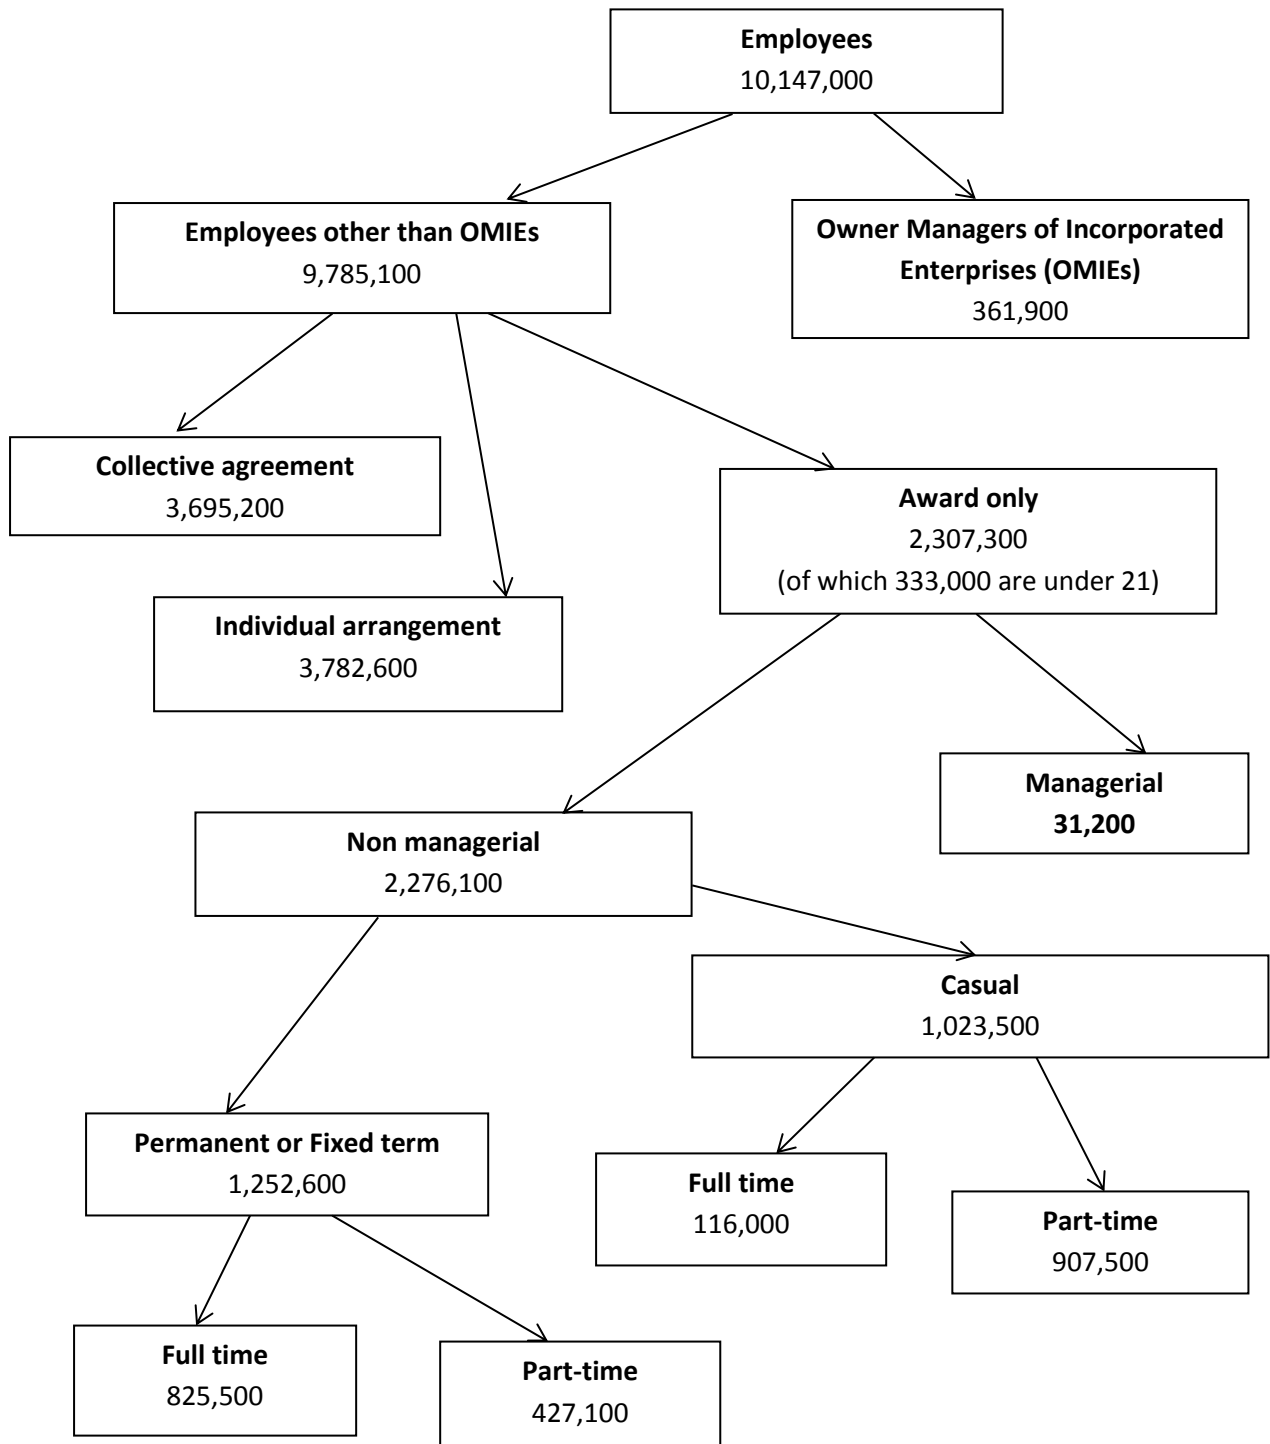 Employees
10,147,000
Employees other than OMIEs
9,785,100
Owner Managers of Incorporated
Enterprises (OMIEs)
361,900
Collective agreement
3,695,200
Award only
2,307,300
(of which 333,000 are under 21)
Individual arrangement
3,782,600
Managerial
31,200
Non managerial
2,276,100
Casual
1,023,500
Permanent or Fixed term
1,252,600
Full time
116,000
Part-time
907,500
Full time
825,500
Part-time
427,100